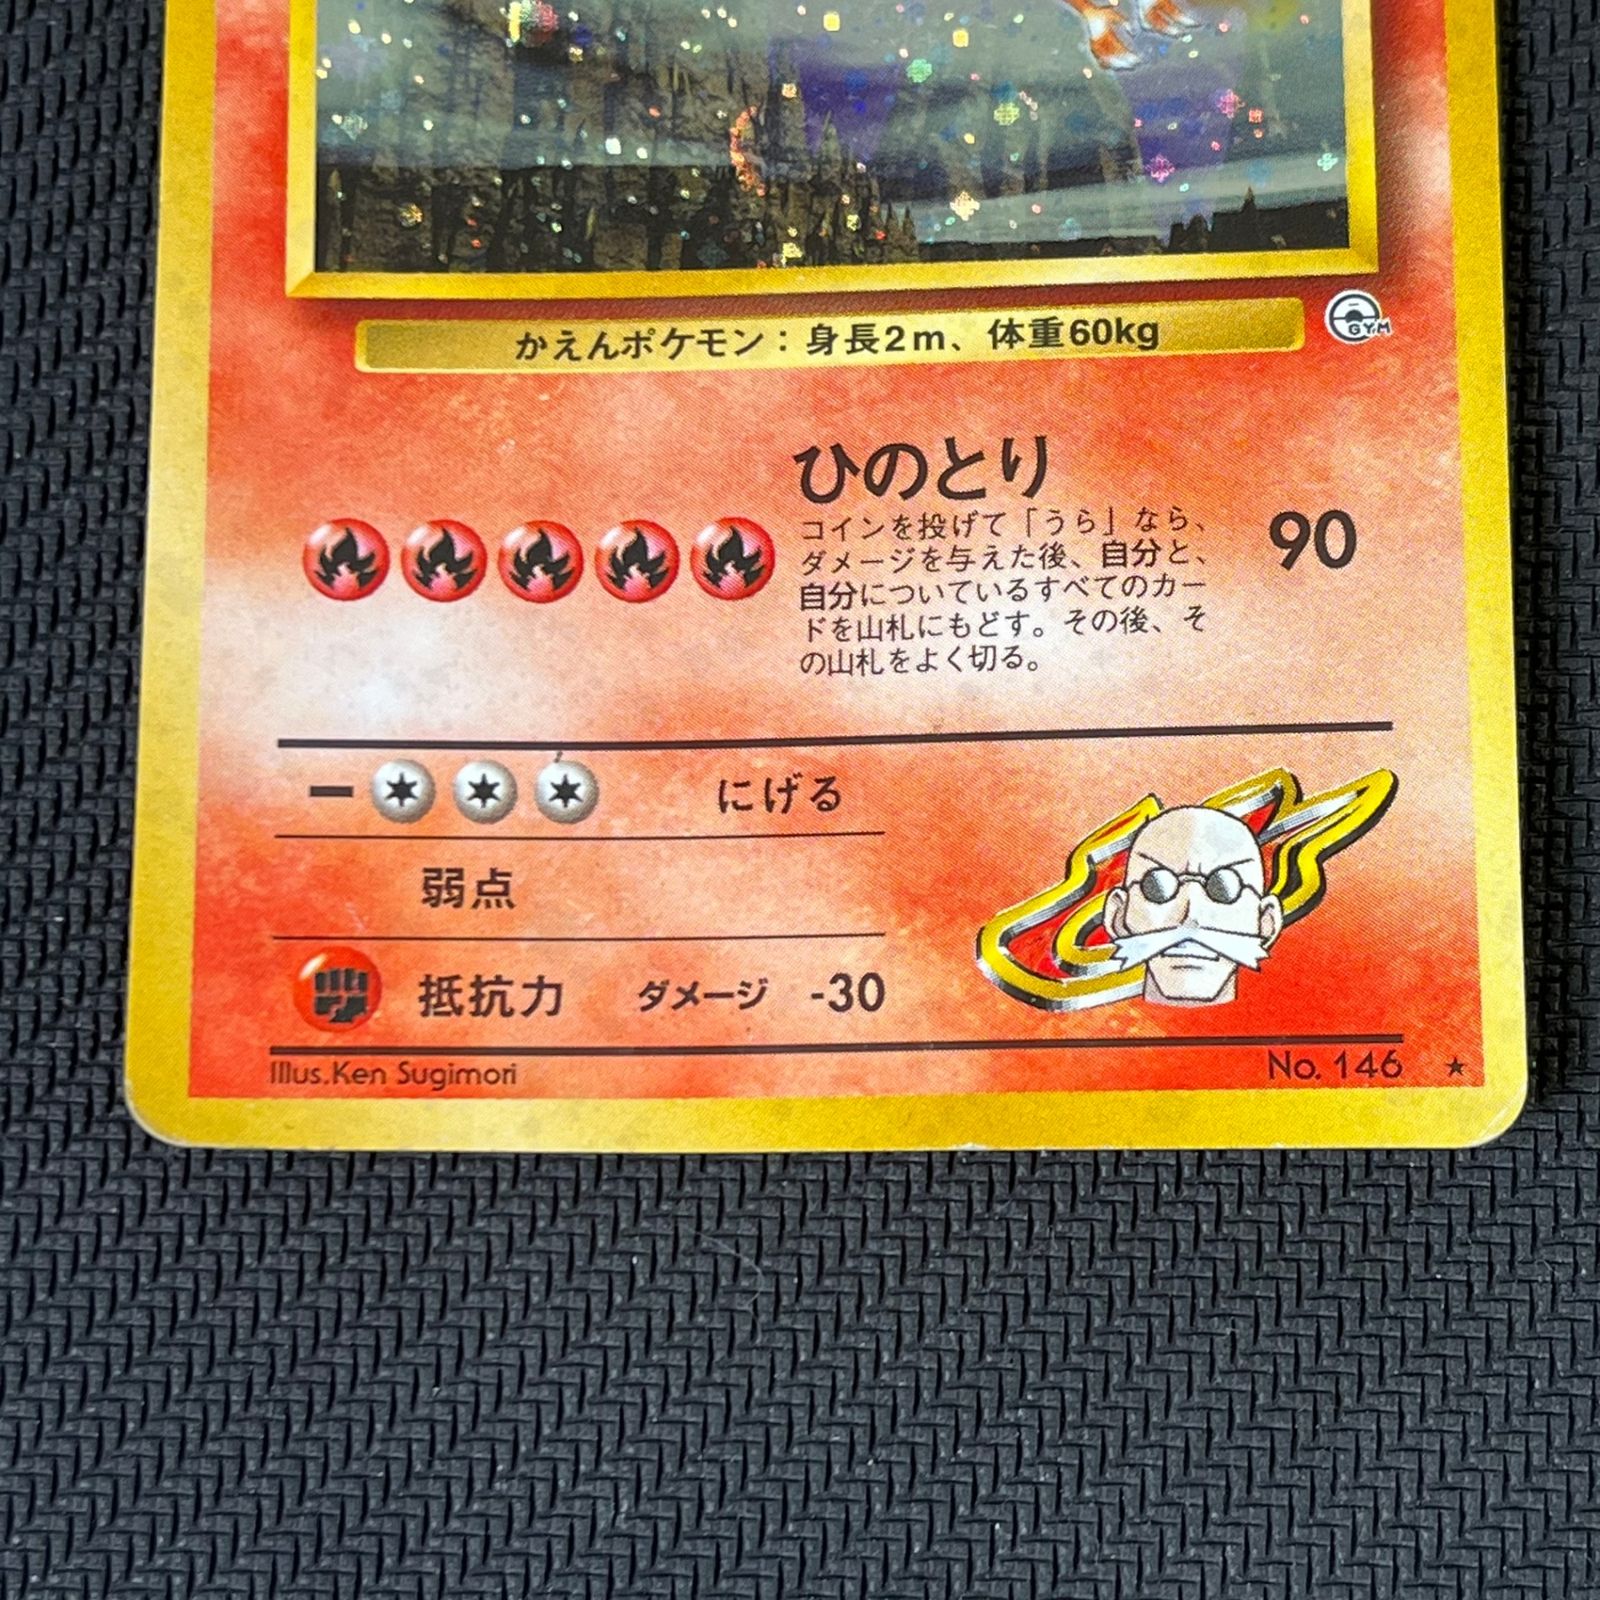 かえんポケモン：身長2m、体重60kg
GYM
ひのとり
コインを投げて「うら」なら、
ダメージを与えた後、自分と、
自分についているすべてのカー
ドを山札にもどす。その後、そ
の山札をよく切る。
90
にげる
弱点
抵抗力 ダメージ -30
Illus.Ken Sugimori
No. 146 ★